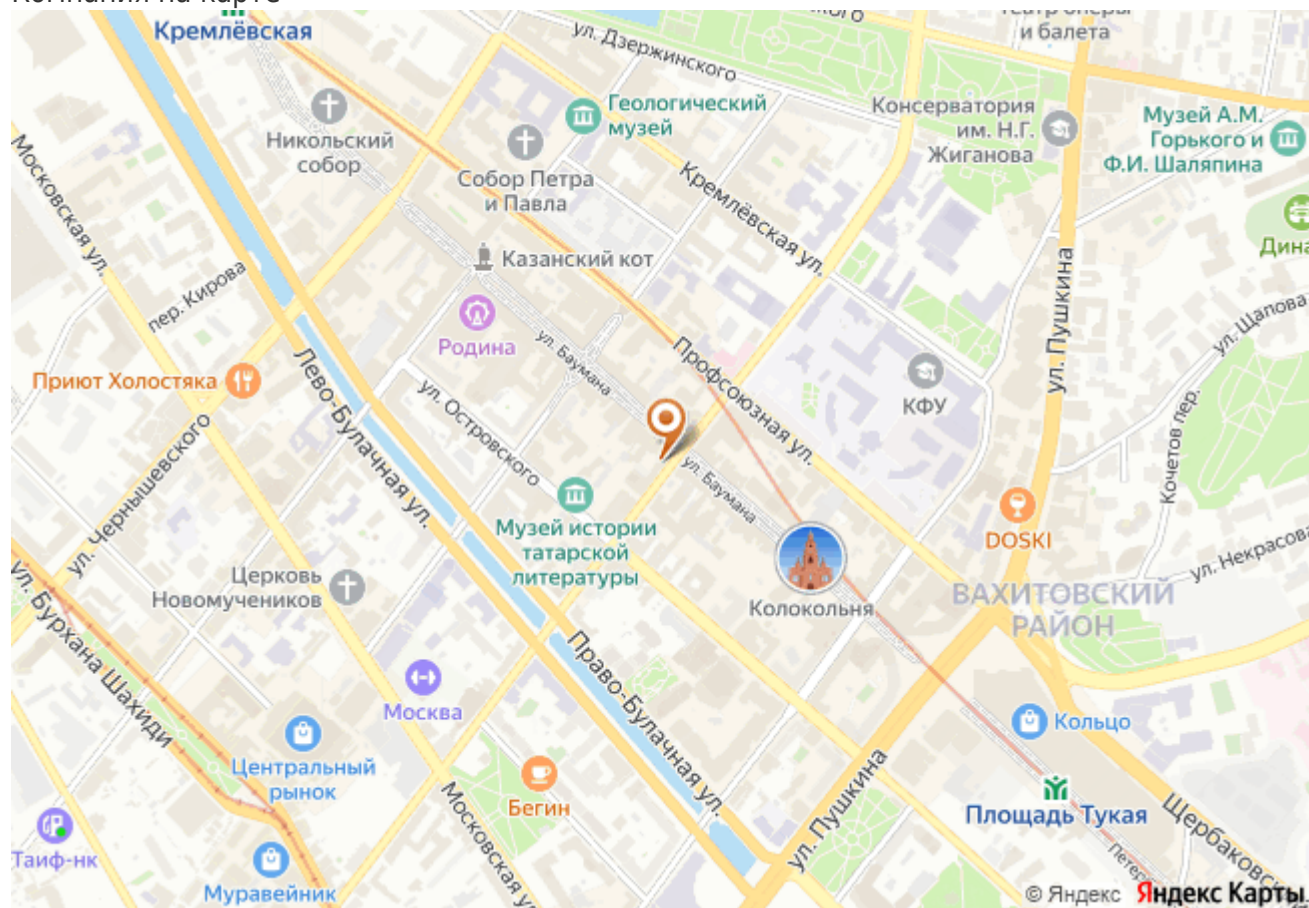 Компания на карте
Кремлёвская
ул. Дзержинского
Театр оперы
и балета
Геологический
музей
Консерватория
им. Н.Г.
Жиганова
Музей А.М.
Горького и
Ф.И. Шаляпина
Никольский
собор
Собор Петра
и Павла
Московская ул.
Кремлёвская ул.
Казанский кот
пер. Кирова
Родина
ул. Баумана
ул. Пушкина
ул. Щапова
Приют Холостяка
Лево-Булачная ул.
ул. Островского
Профсоюзная ул.
КФУ
Кочетов пер.
ул. Чернышевского
ул. Баумана
Музей истории
татарской
литературы
DOSKI
ул. Некрасова
Церковь
Новомучеников
Колокольня
ВАХИТОВСКИЙ
РАЙОН
ул. Бурхана Шахиди
Москва
Право-Булачная ул.
Кольцо
Центральный
рынок
Бегин
Московская ул.
ул. Пушкина
Площадь Тукая
Таиф-нк
Муравейник
© Яндекс Яндекс Карты